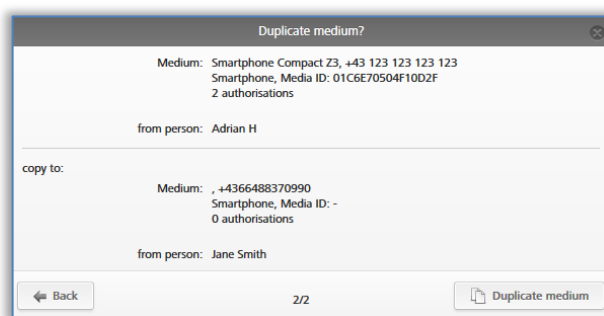 Duplicate medium?
Medium: Smartphone Compact Z3, +43 123 123 123 123
Smartphone, Media ID: 01C6E70504F10D2F
2 authorisations
from person: Adrian H
copy to:
Medium: , +4366488370990
Smartphone, Media ID: -
0 authorisations
from person: Jane Smith
Back 2/2 Duplicate medium